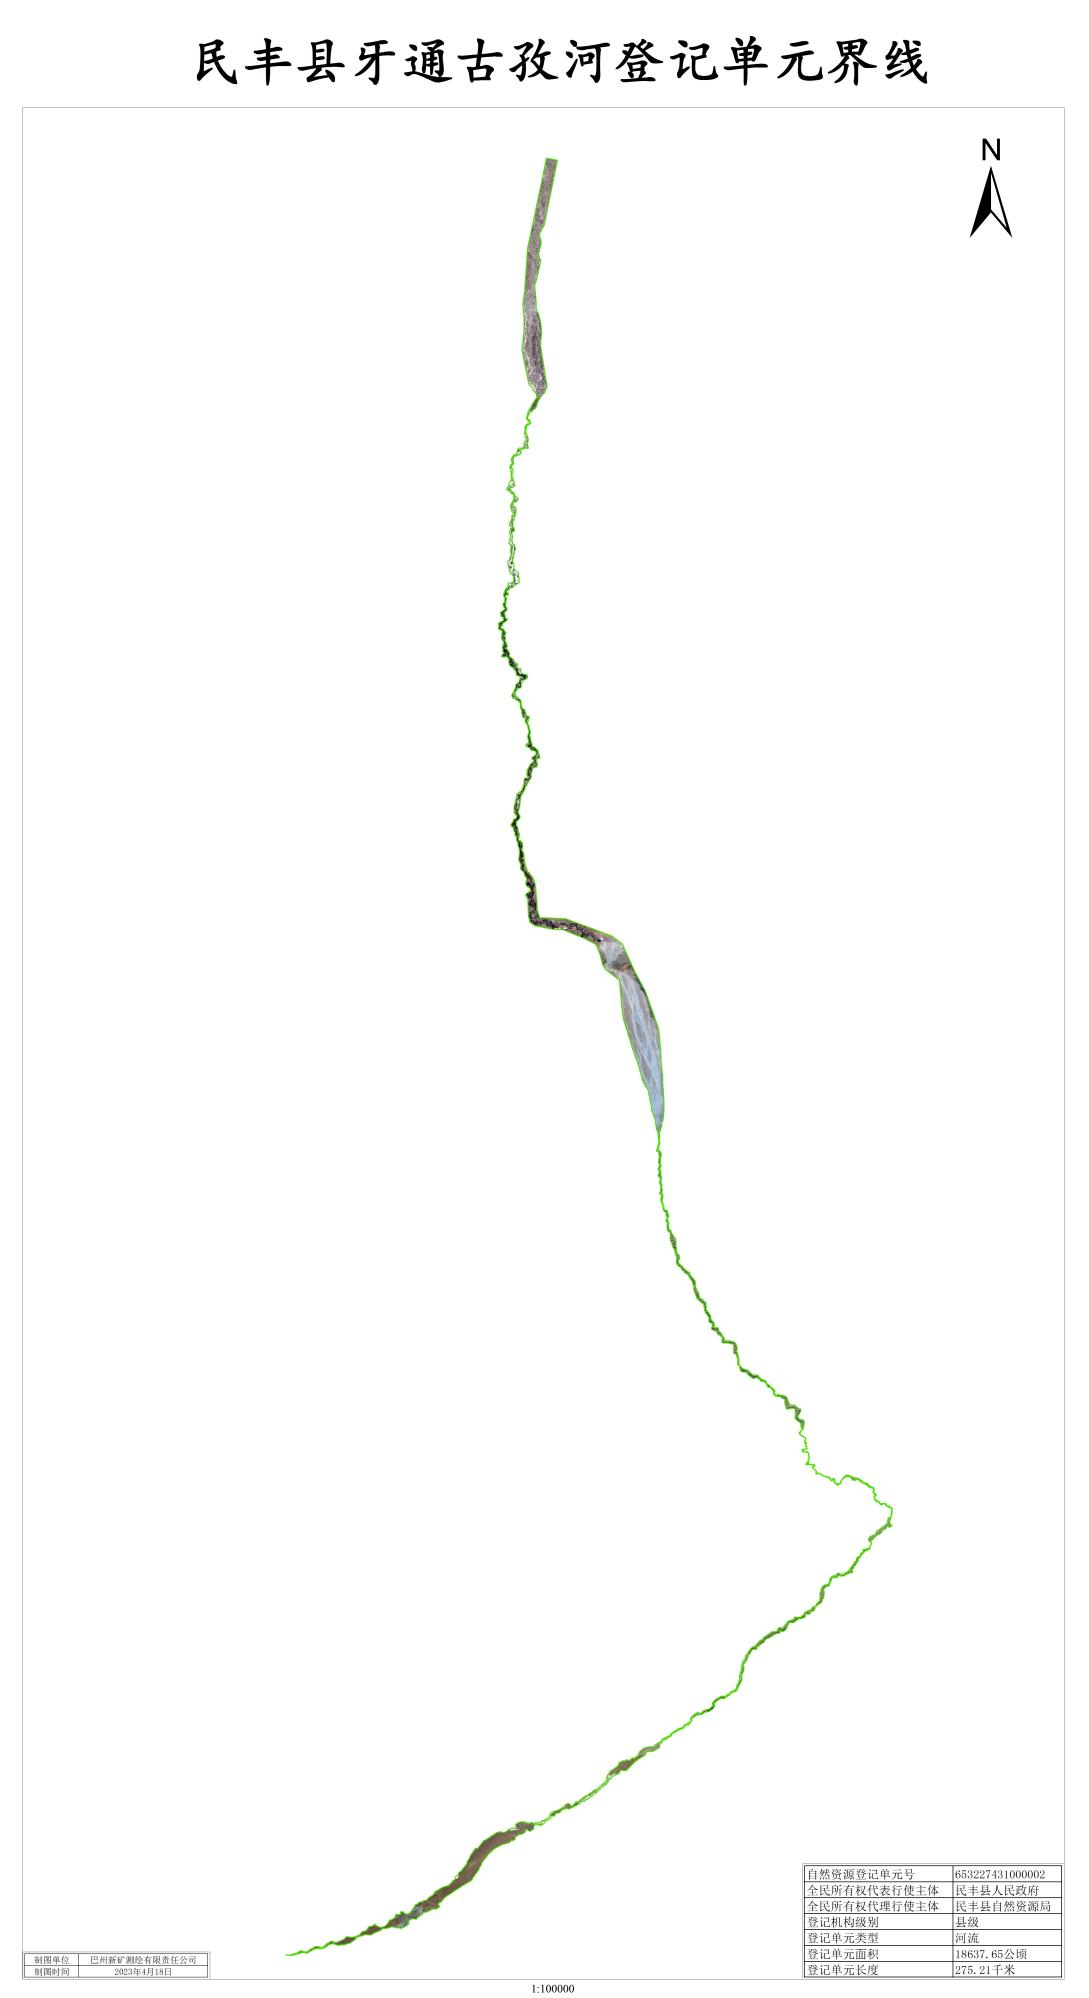 民丰县牙通古孜河登记单元界线
N
自然资源登记单元号 653227431000002
全民所有权代表行使主体 民丰县人民政府
全民所有权代理行使主体 民丰县自然资源局
登记机构级别 县级
登记单元类型 河流
登记单元面积 18637.65公顷
登记单元长度 275.21千米
制图单位 巴州新矿测绘有限责任公司
制图时间 2023年4月18日
1:100000